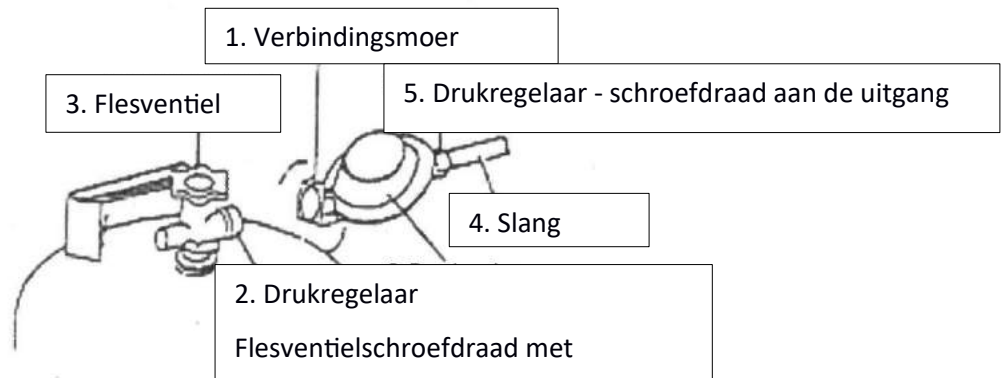 1. Verbindingsmoer
3. Flesventiel
5. Drukregelaar - schroefdraad aan de uitgang
4. Slang
2. Drukregelaar
Flesventielschroefdraad met